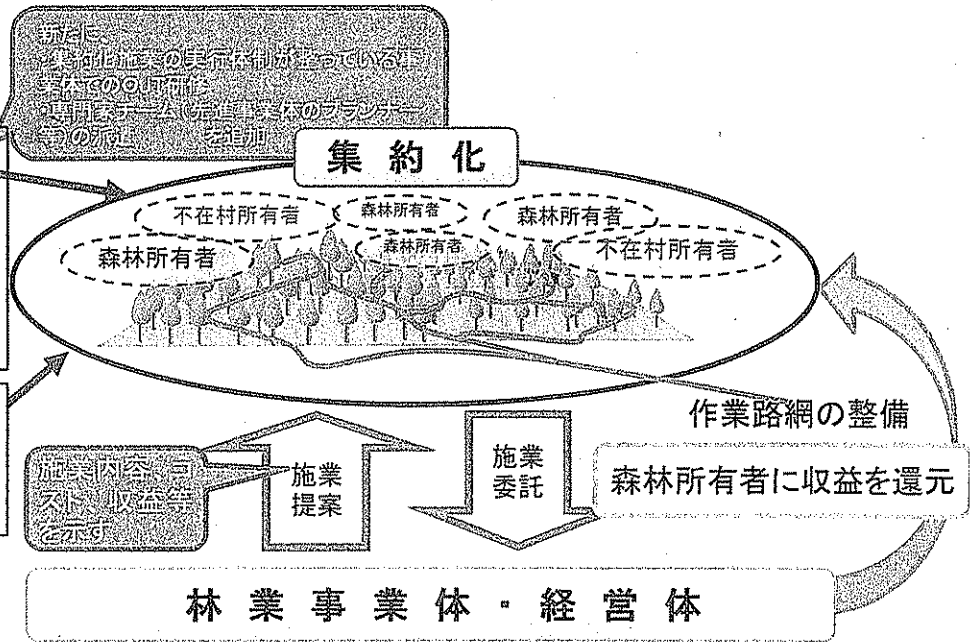 新たに、
・集約化施業の実行体制が整っている事
業体でのOJT研修
・専門家チーム(先進事業体のプランナー
等)の派遣 を追加
集約化
不在村所有者
森林所有者
森林所有者
森林所有者
森林所有者
不在村所有者
作業路網の整備
施業内容、コ
スト、収益等
を示す
施業
提案
施業
委託
森林所有者に収益を還元
林業事業体・経営体